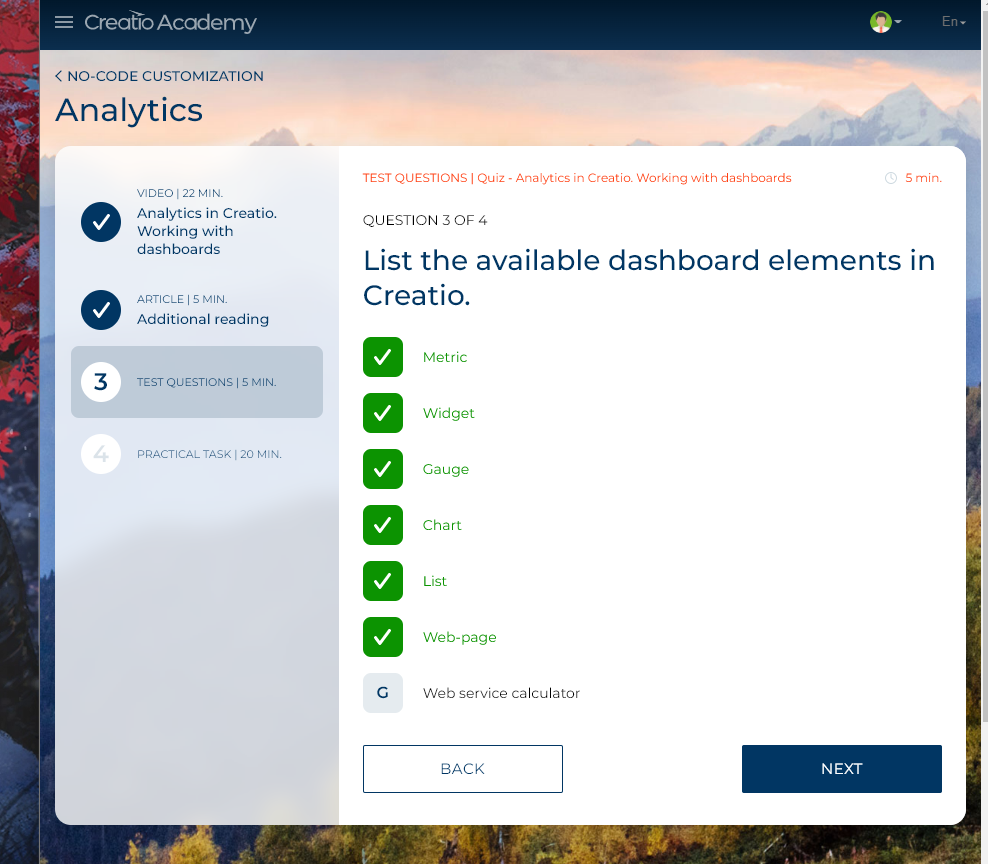 Creatio Academy
En
NO-CODE CUSTOMIZATION
Analytics
VIDEO | 22 MIN.
Analytics in Creatio.
Working with
dashboards
ARTICLE | 5 MIN.
Additional reading
3
TEST QUESTIONS | 5 MIN.
4
PRACTICAL TASK | 20 MIN.
TEST QUESTIONS | Quiz - Analytics in Creatio. Working with dashboards
5 min.
QUESTION 3 OF 4
List the available dashboard elements in
Creatio.
Metric
Widget
Gauge
Chart
List
Web-page
G Web service calculator
BACK
NEXT